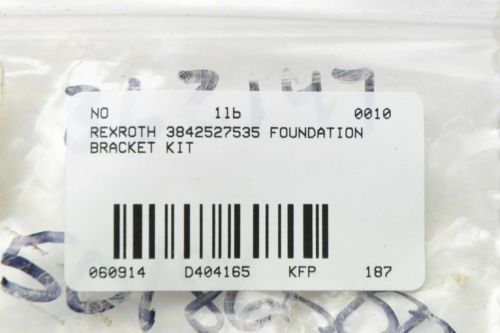 NO 11b 0010
REXROTH 3842527535 FOUNDATION
BRACKET KIT
060914 D404165 KFP 187